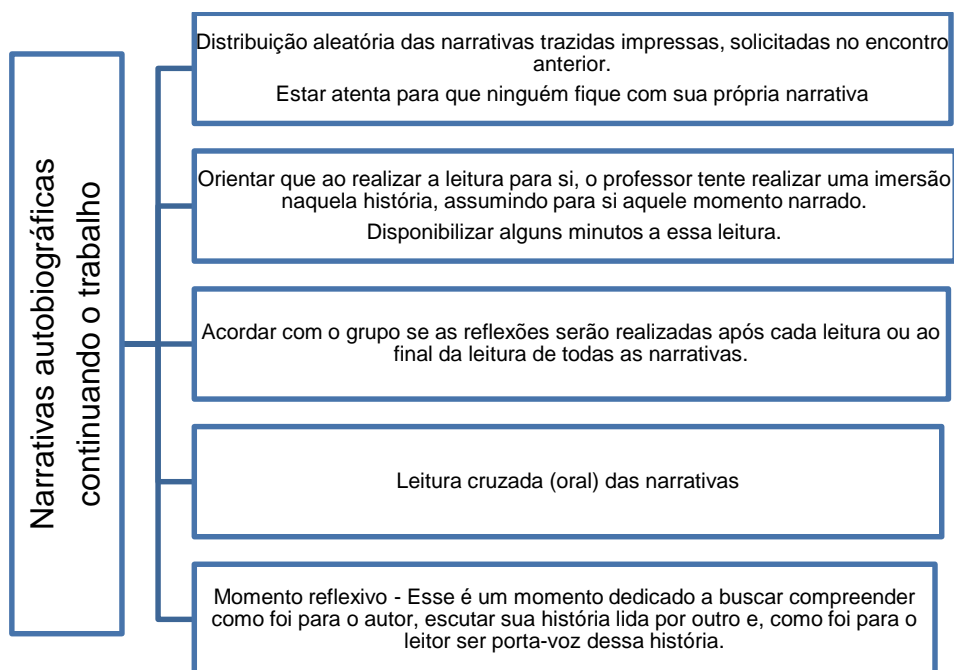 Narrativas autobiográficas
continuando o trabalho
Distribuição aleatória das narrativas trazidas impressas, solicitadas no encontro
anterior.
Estar atenta para que ninguém fique com sua própria narrativa
Orientar que ao realizar a leitura para si, o professor tente realizar uma imersão
naquela história, assumindo para si aquele momento narrado.
Disponibilizar alguns minutos a essa leitura.
Acordar com o grupo se as reflexões serão realizadas após cada leitura ou ao
final da leitura de todas as narrativas.
Leitura cruzada (oral) das narrativas
Momento reflexivo - Esse é um momento dedicado a buscar compreender
como foi para o autor, escutar sua história lida por outro e, como foi para o
leitor ser porta-voz dessa história.